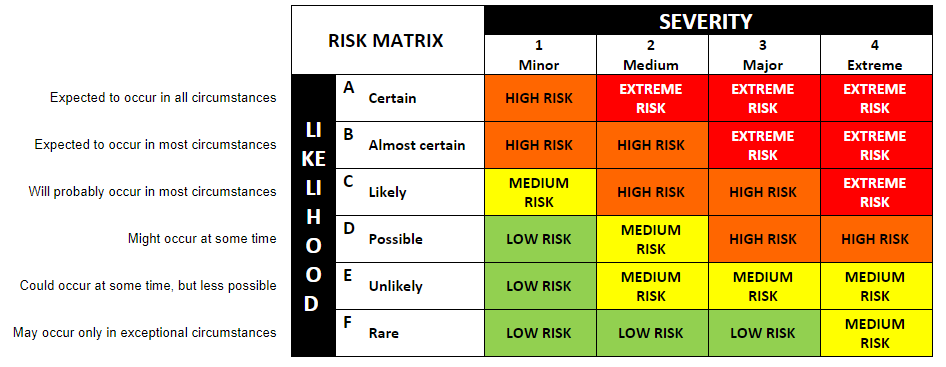 SEVERITY
RISK MATRIX
1 2 3 4
Minor Medium Major Extreme
LIKELIHOOD
Expected to occur in all circumstances A Certain HIGH RISK EXTREME RISK EXTREME RISK EXTREME RISK
Expected to occur in most circumstances B Almost certain HIGH RISK HIGH RISK EXTREME RISK EXTREME RISK
Will probably occur in most circumstances C Likely MEDIUM RISK HIGH RISK HIGH RISK EXTREME RISK
Might occur at some time D Possible LOW RISK MEDIUM RISK HIGH RISK HIGH RISK
Could occur at some time, but less possible E Unlikely LOW RISK MEDIUM RISK MEDIUM RISK MEDIUM RISK
May occur only in exceptional circumstances F Rare LOW RISK LOW RISK LOW RISK MEDIUM RISK